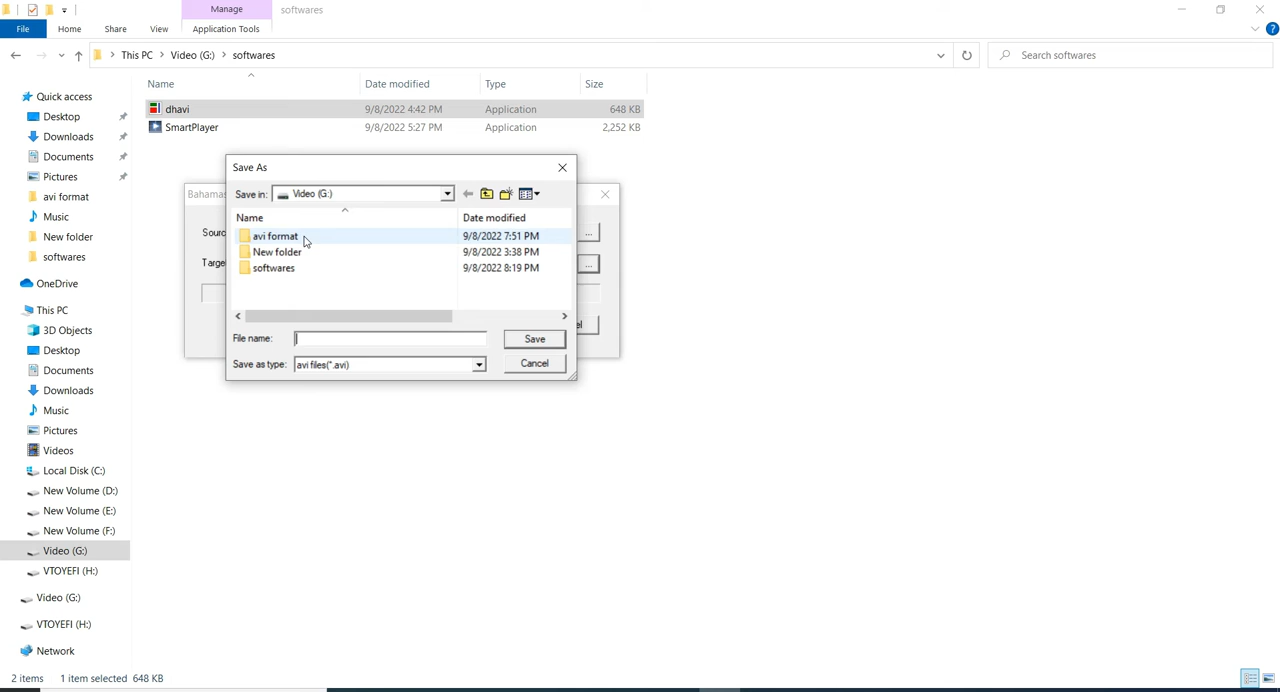 Manage softwares
File Home Share View Application Tools
This PC Video (G:) softwares Search softwares
Name Date modified Type Size
Quick access
Desktop
Downloads
Documents
Pictures
avi format
Music
New folder
softwares
OneDrive
This PC
3D Objects
Desktop
Documents
Downloads
Music
Pictures
Videos
Local Disk (C:)
New Volume (D:)
New Volume (E:)
New Volume (F:)
Video (G:)
VTOYEFI (H:)
Video (G:)
VTOYEFI (H:)
Network
dhavi 9/8/2022 4:42 PM Application 648 KB
SmartPlayer 9/8/2022 5:27 PM Application 2,252 KB
Bahamas
Sourc ...
Targe ...
el
Save As
Save in: Video (G:)
Name Date modified
avi format 9/8/2022 7:51 PM
New folder 9/8/2022 3:38 PM
softwares 9/8/2022 8:19 PM
File name: Save
Save as type: avi files(*.avi) Cancel
2 items 1 item selected 648 KB